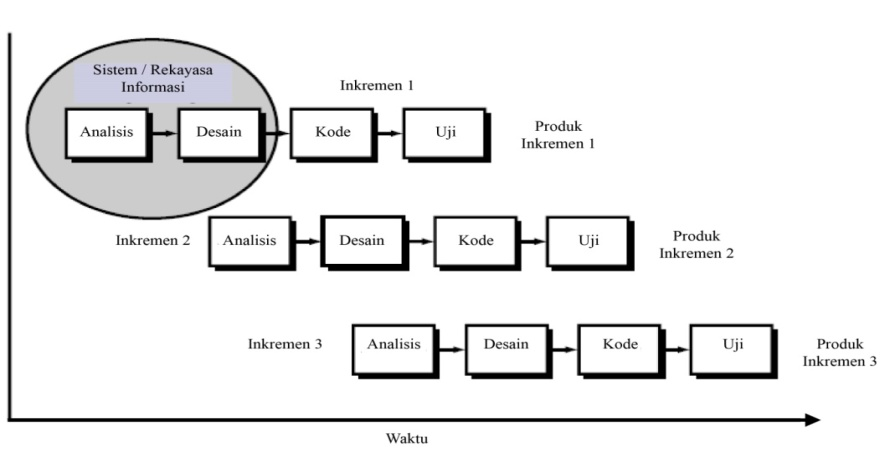 Sistem / Rekayasa
Informasi
Inkremen 1
Analisis
Desain
Kode
Uji
Produk
Inkremen 1
Inkremen 2
Analisis
Desain
Kode
Uji
Produk
Inkremen 2
Inkremen 3
Analisis
Desain
Kode
Uji
Produk
Inkremen 3
Waktu